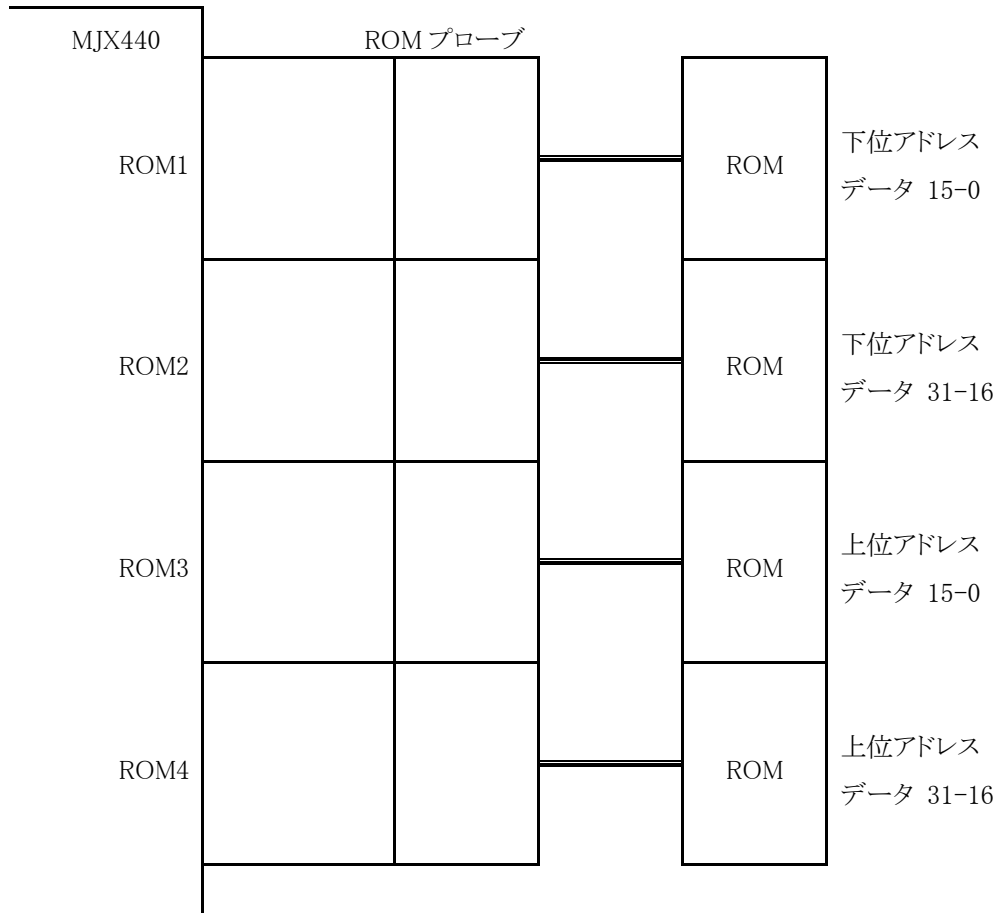 MJX440
ROM プローブ
ROM1
ROM
下位アドレス
データ 15-0
ROM2
ROM
下位アドレス
データ 31-16
ROM3
ROM
上位アドレス
データ 15-0
ROM4
ROM
上位アドレス
データ 31-16